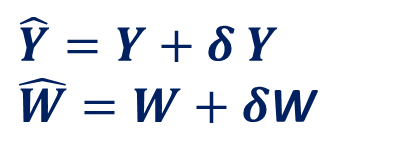 Ŷ = Y + δ Y
Ŵ = W + δW